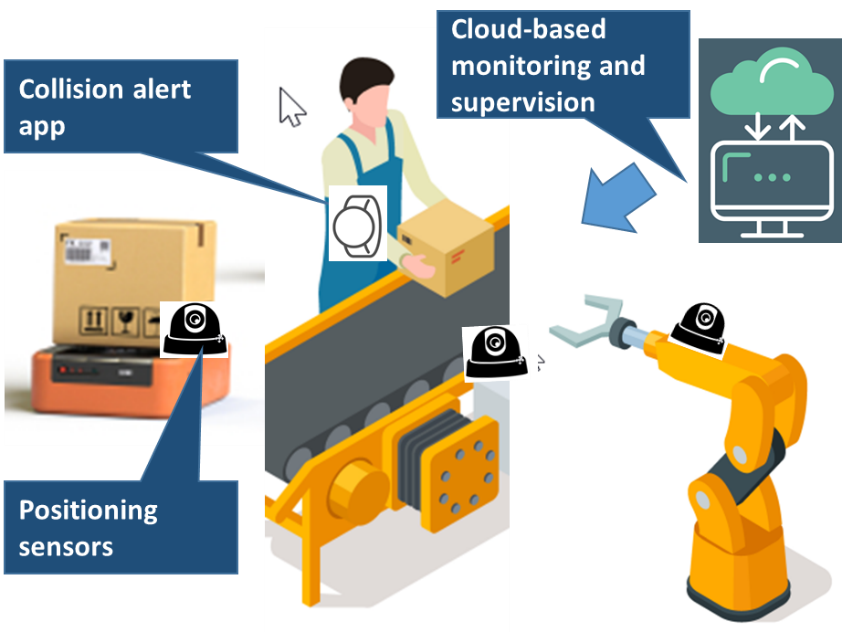 Cloud-based
monitoring and
supervision
Collision alert
app
Positioning
sensors